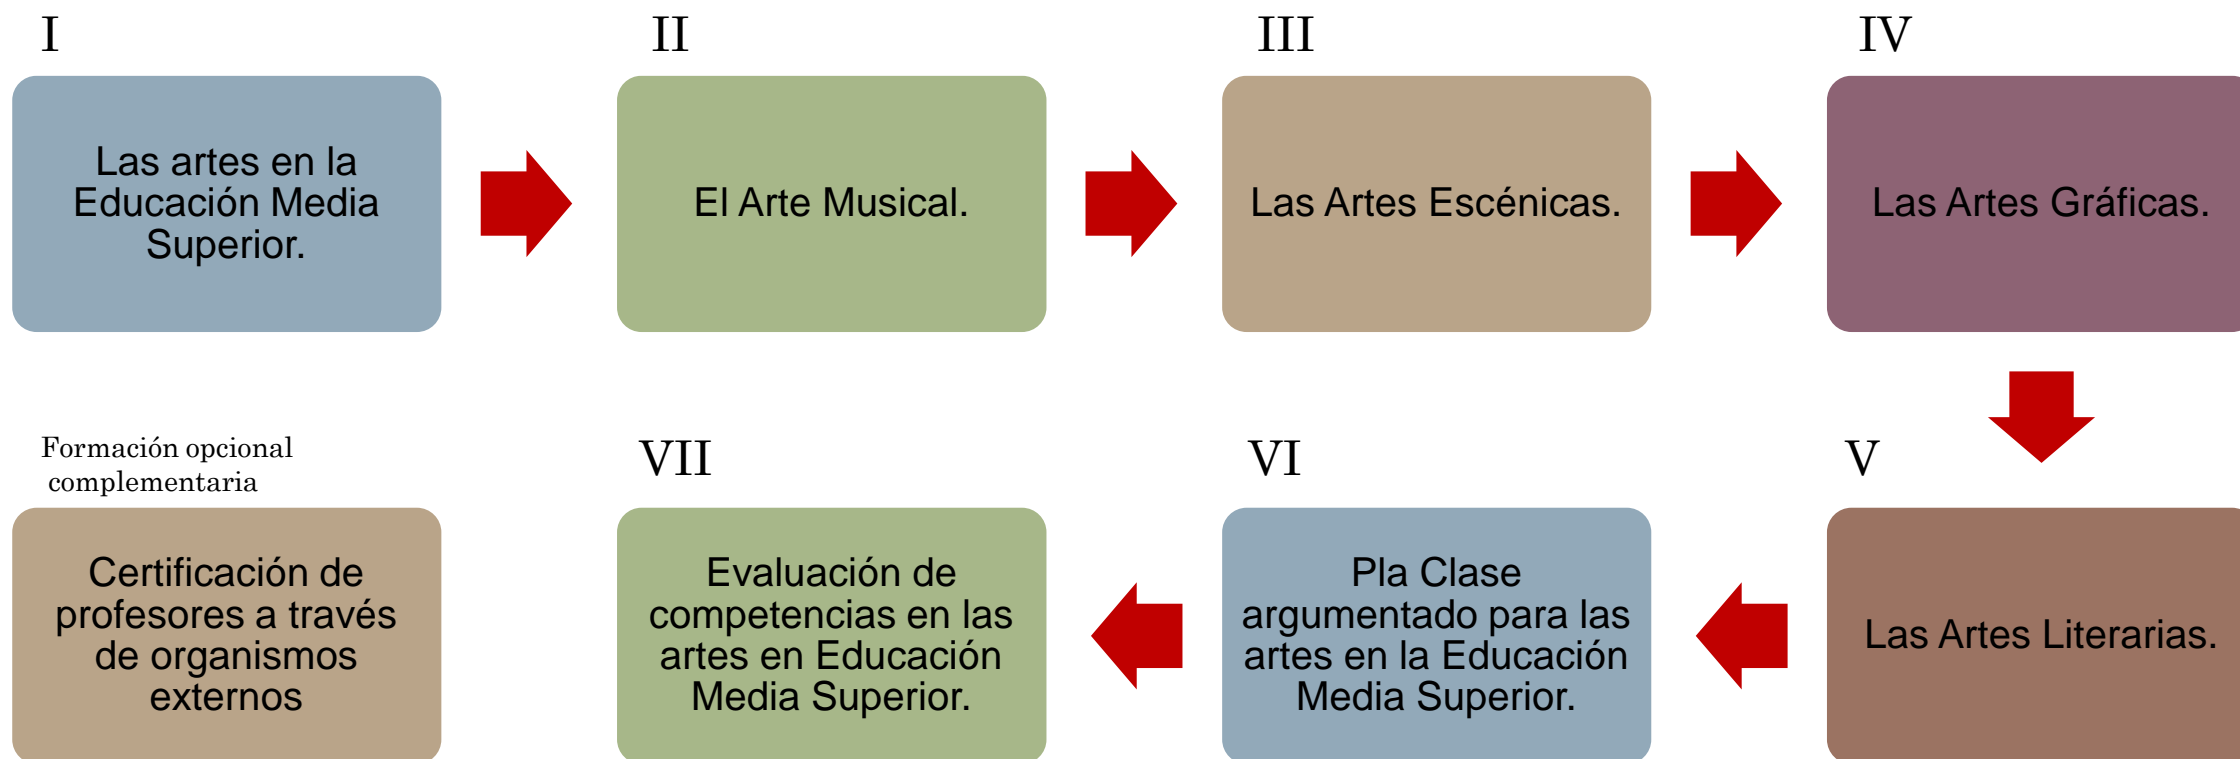 I
Las artes en la
Educación Media
Superior.
II
El Arte Musical.
III
Las Artes Escénicas.
IV
Las Artes Gráficas.
V
Las Artes Literarias.
VI
Pla Clase
argumentado para las
artes en la Educación
Media Superior.
VII
Evaluación de
competencias en las
artes en Educación
Media Superior.
Formación opcional
complementaria
Certificación de
profesores a través
de organismos
externos